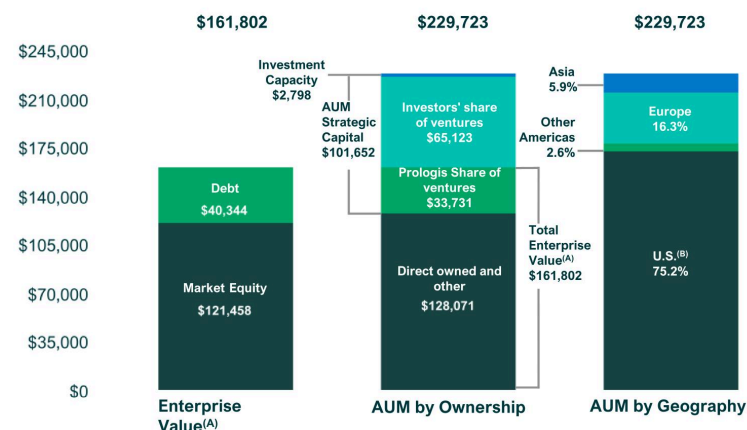 $161,802
$229,723
$229,723
$245,000
$210,000
$175,000
$140,000
$105,000
$70,000
$35,000
$0
Debt
$40,344
Market Equity
$121,458
Enterprise
Value(A)
Investment
Capacity
$2,798
AUM
Strategic
Capital
$101,652
Investors' share
of ventures
$65,123
Prologis Share of
ventures
$33,731
Direct owned and
other
$128,071
Total
Enterprise
Value(A)
$161,802
AUM by Ownership
Asia
5.9%
Other
Americas
2.6%
Europe
16.3%
U.S.(B)
75.2%
AUM by Geography